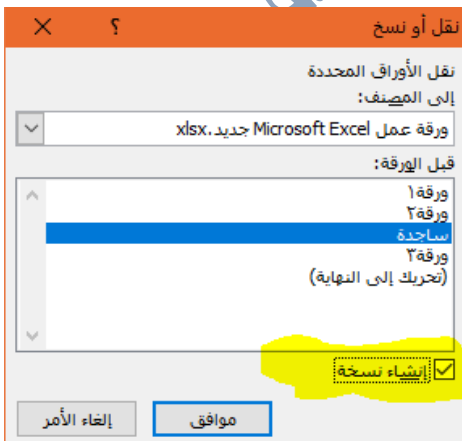 نقل أو نسخ ؟
نقل الأوراق المحددة
إلى المصنف:
ورقة عمل Microsoft Excel جديد.xlsx
قبل الورقة:
ورقة١
ورقة٢
ساجدة
ورقة٣
(تحريك إلى النهاية)
إنشاء نسخة
موافق إلغاء الأمر